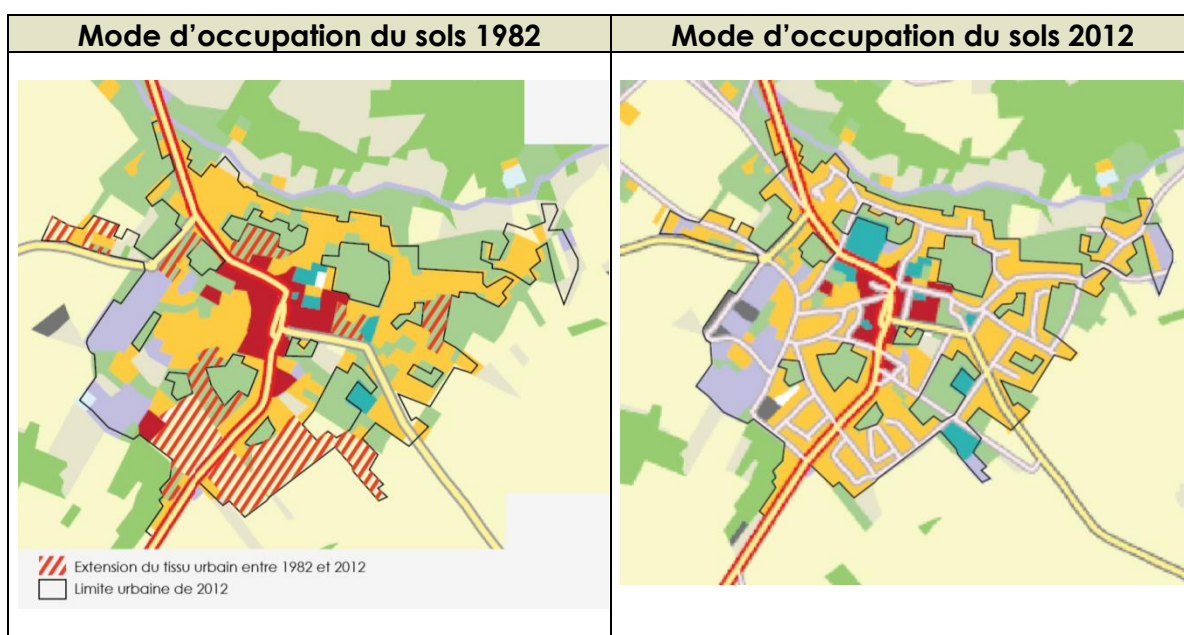 Mode d’occupation du sols 1982
Mode d’occupation du sols 2012
Extension du tissu urbain entre 1982 et 2012
Limite urbaine de 2012